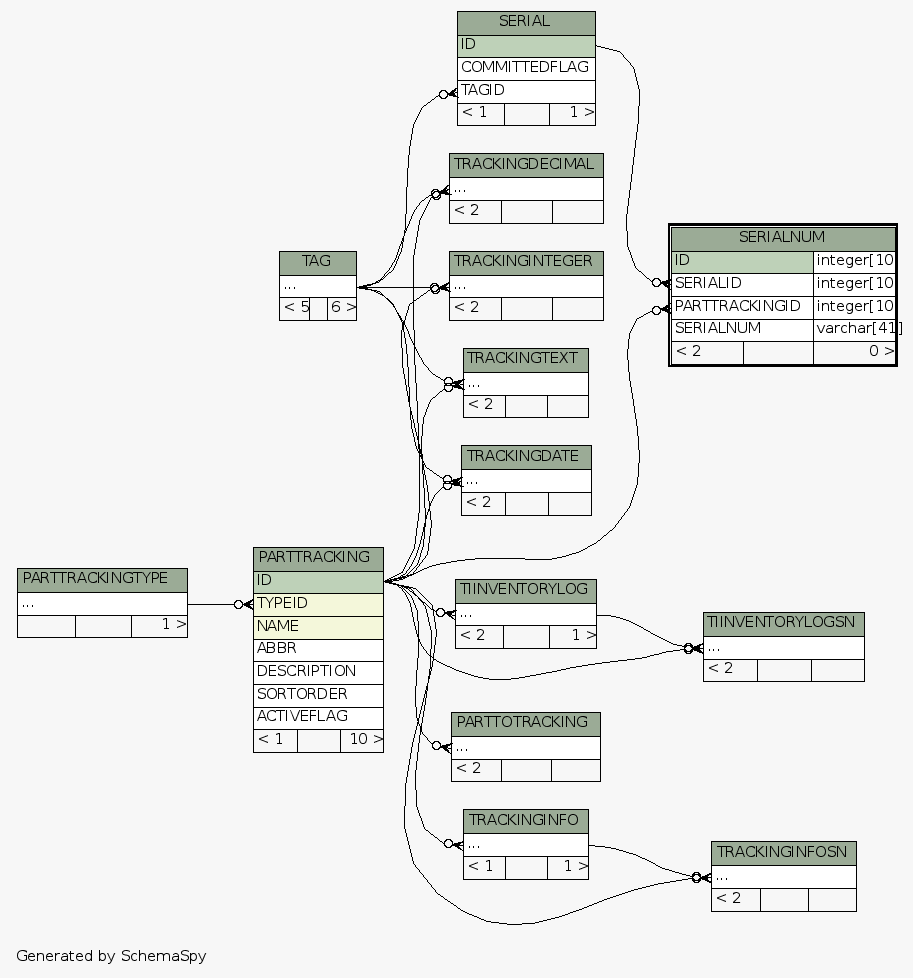 SERIAL
ID
COMMITTEDFLAG
TAGID
< 1 1 >
TRACKINGDECIMAL
...
< 2
TAG
...
< 5 6 >
TRACKINGINTEGER
...
< 2
SERIALNUM
ID integer[10
SERIALID integer[10
PARTTRACKINGID integer[10
SERIALNUM varchar[41]
< 2 0 >
TRACKINGTEXT
...
< 2
TRACKINGDATE
...
< 2
PARTTRACKINGTYPE
...
1 >
PARTTRACKING
ID
TYPEID
NAME
ABBR
DESCRIPTION
SORTORDER
ACTIVEFLAG
< 1 10 >
TIINVENTORYLOG
...
< 2 1 >
TIINVENTORYLOGSN
...
< 2
PARTTOTRACKING
...
< 2
TRACKINGINFO
...
< 1 1 >
TRACKINGINFOSN
...
< 2
Generated by SchemaSpy